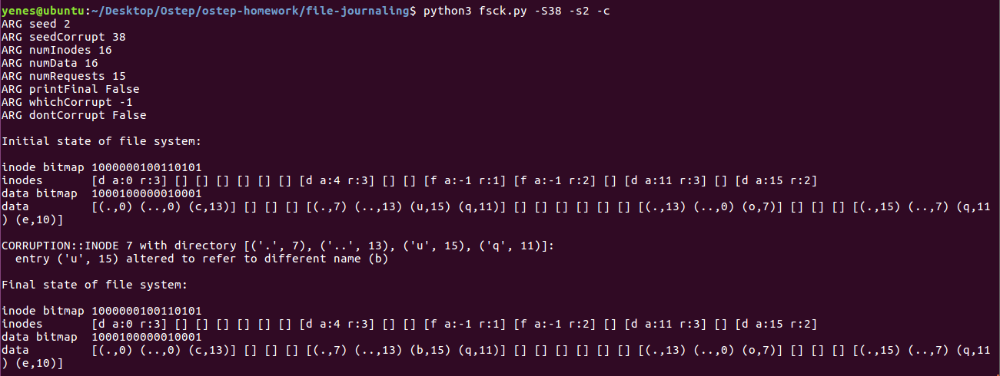 yenes@ubuntu:~/Desktop/Ostep/ostep-homework/file-journaling$ python3 fsck.py -S38 -s2 -c
ARG seed 2
ARG seedCorrupt 38
ARG numInodes 16
ARG numData 16
ARG numRequests 15
ARG printFinal False
ARG whichCorrupt -1
ARG dontCorrupt False
Initial state of file system:
inode bitmap 1000000100110101
inodes       [d a:0 r:3] [] [] [] [] [] [] [d a:4 r:3] [] [] [f a:-1 r:1] [f a:-1 r:2] [] [d a:11 r:3] [] [d a:15 r:2]
data bitmap  1000100000010001
data         [(.,0) (..,0) (c,13)] [] [] [] [(.,7) (..,13) (u,15) (q,11)] [] [] [] [] [] [] [(.,13) (..,0) (o,7)] [] [] [] [(.,15) (..,7) (q,11
) (e,10)]
CORRUPTION::INODE 7 with directory [('.', 7), ('..', 13), ('u', 15), ('q', 11)]:
  entry ('u', 15) altered to refer to different name (b)
Final state of file system:
inode bitmap 1000000100110101
inodes       [d a:0 r:3] [] [] [] [] [] [] [d a:4 r:3] [] [] [f a:-1 r:1] [f a:-1 r:2] [] [d a:11 r:3] [] [d a:15 r:2]
data bitmap  1000100000010001
data         [(.,0) (..,0) (c,13)] [] [] [] [(.,7) (..,13) (b,15) (q,11)] [] [] [] [] [] [] [(.,13) (..,0) (o,7)] [] [] [] [(.,15) (..,7) (q,11
) (e,10)]